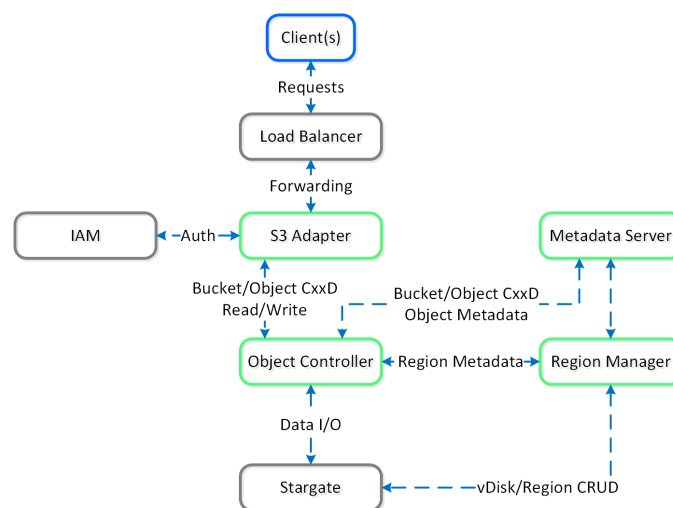 Client(s)
Requests
Load Balancer
Forwarding
IAM
Auth
S3 Adapter
Metadata Server
Bucket/Object CxxD
Read/Write
Bucket/Object CxxD
Object Metadata
Object Controller
Region Metadata
Region Manager
Data I/O
Stargate
vDisk/Region CRUD